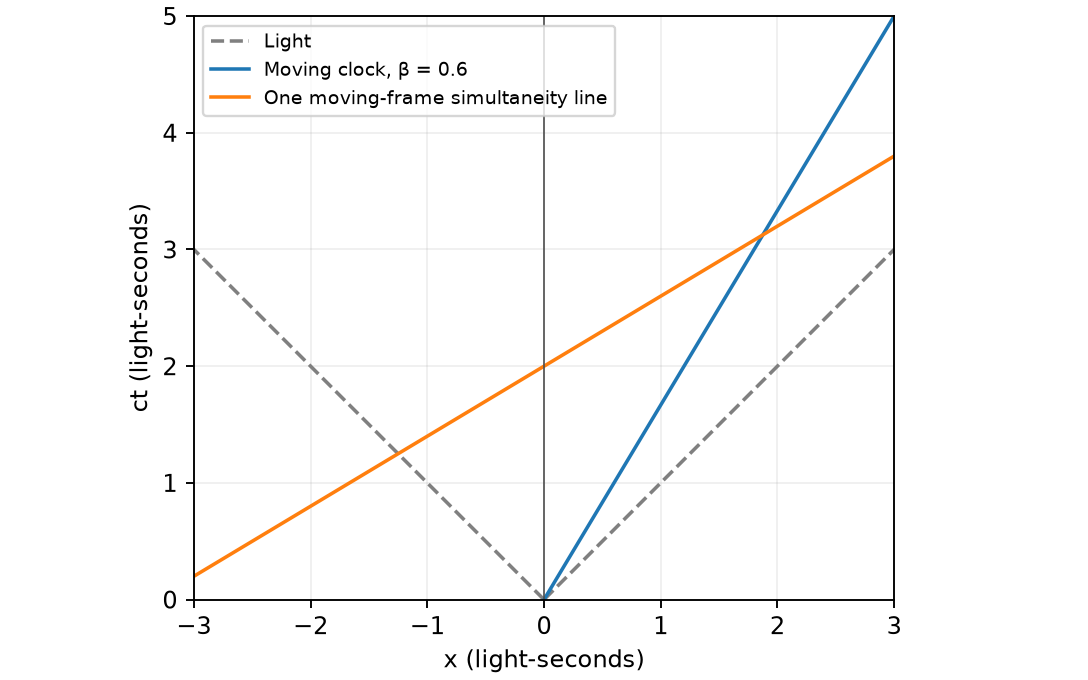 5
4
3
2
1
0
ct (light-seconds)
Light
Moving clock, β = 0.6
One moving-frame simultaneity line
−3
−2
−1
0
1
2
3
x (light-seconds)